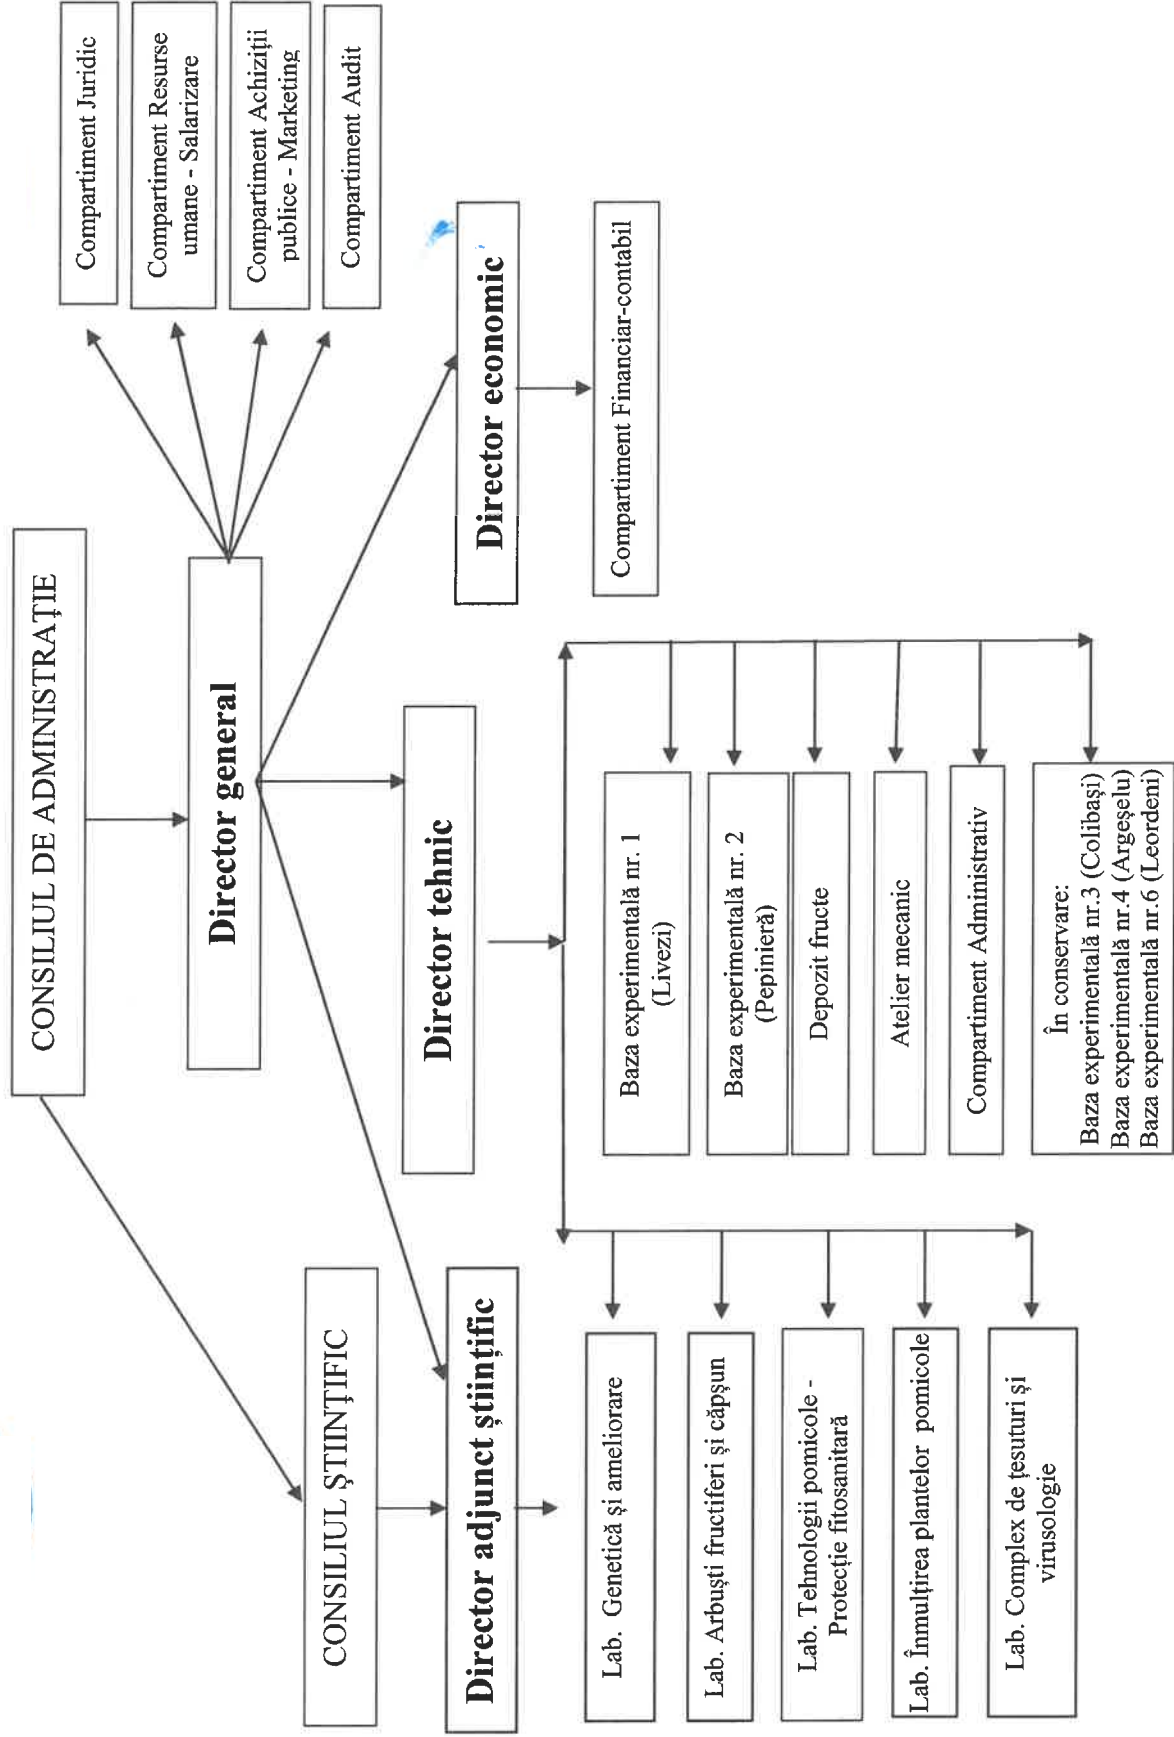 CONSILIUL DE ADMINISTRAȚIE
Director general
Compartiment Juridic
Compartiment Resurse
umane - Salarizare
Compartiment Achiziții
publice - Marketing
Compartiment Audit
CONSILIUL ȘTIINȚIFIC
Director adjunct științific
Director tehnic
Director economic
Compartiment Financiar-contabil
Lab. Genetică și ameliorare
Lab. Arbuști fructiferi și căpșun
Lab. Tehnologii pomicole -
Protecție fitosanitară
Lab. Înmulțirea plantelor pomicole
Lab. Complex de țesuturi și
virusologie
Baza experimentală nr. 1
(Livezi)
Baza experimentală nr. 2
(Pepinieră)
Depozit fructe
Atelier mecanic
Compartiment Administrativ
În conservare:
Baza experimentală nr.3 (Colibași)
Baza experimentală nr.4 (Argeșelu)
Baza experimentală nr.6 (Leordeni)